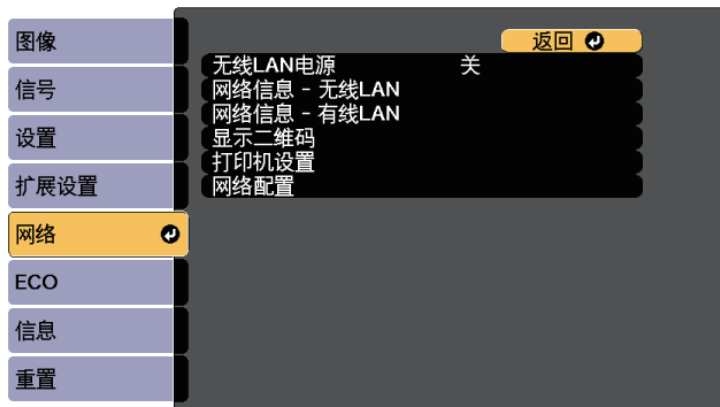 图像
信号
设置
扩展设置
网络
ECO
信息
重置
返回
无线LAN电源 关
网络信息 - 无线LAN
网络信息 - 有线LAN
显示二维码
打印机设置
网络配置